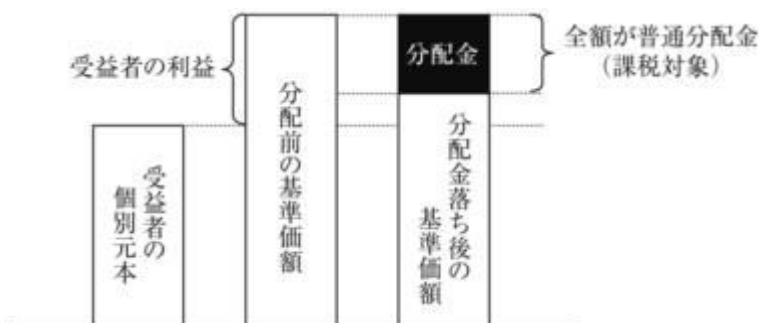 受益者の利益
分配金
全額が普通分配金
（課税対象）
受益者の
個別元本
分配前の基準価額
分配金落ち後の
基準価額